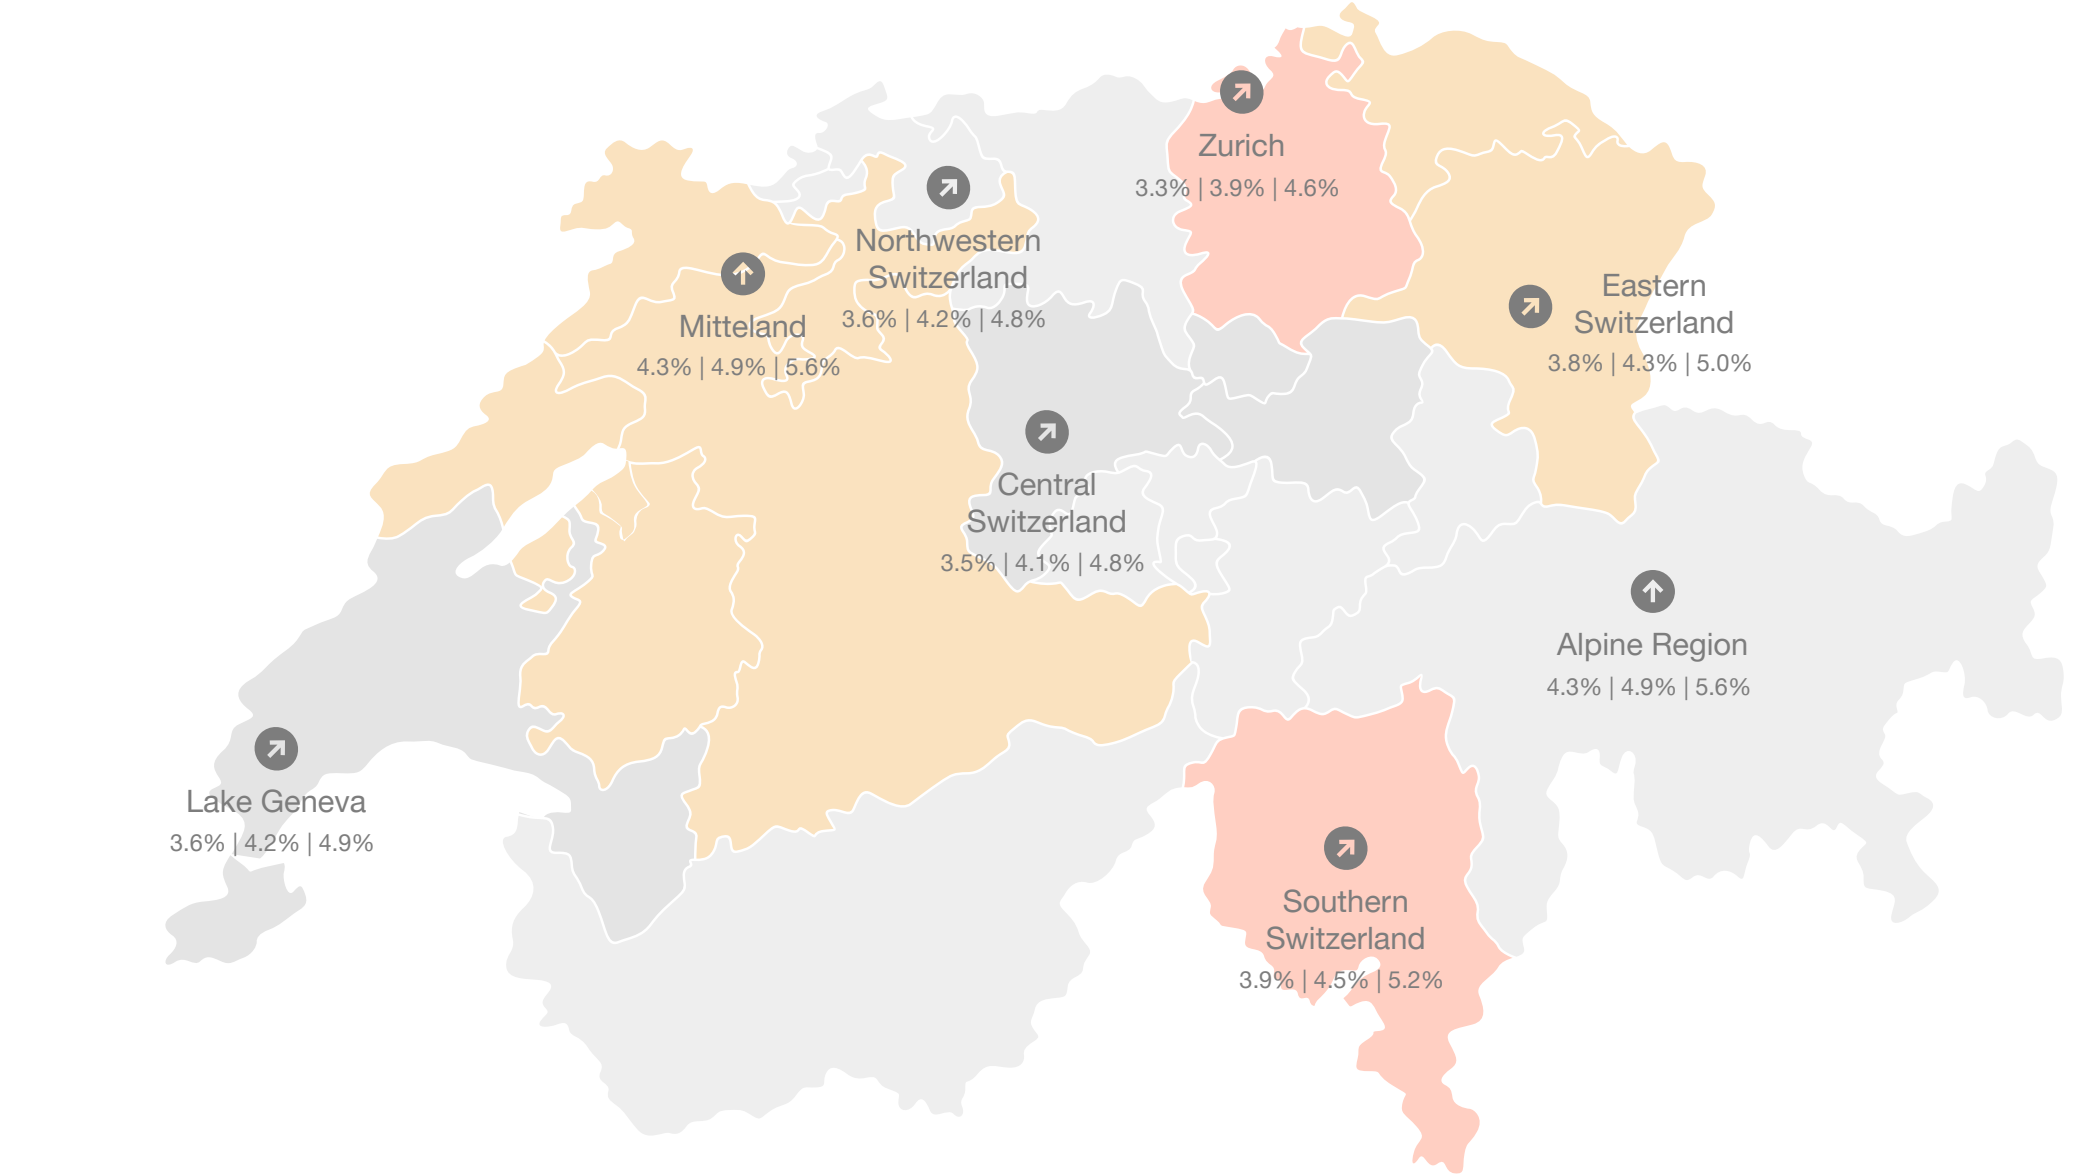 Zurich
3.3% | 3.9% | 4.6%
Northwestern
Switzerland
3.6% | 4.2% | 4.8%
Mitteland
4.3% | 4.9% | 5.6%
Eastern
Switzerland
3.8% | 4.3% | 5.0%
Central
Switzerland
3.5% | 4.1% | 4.8%
Alpine Region
4.3% | 4.9% | 5.6%
Lake Geneva
3.6% | 4.2% | 4.9%
Southern
Switzerland
3.9% | 4.5% | 5.2%